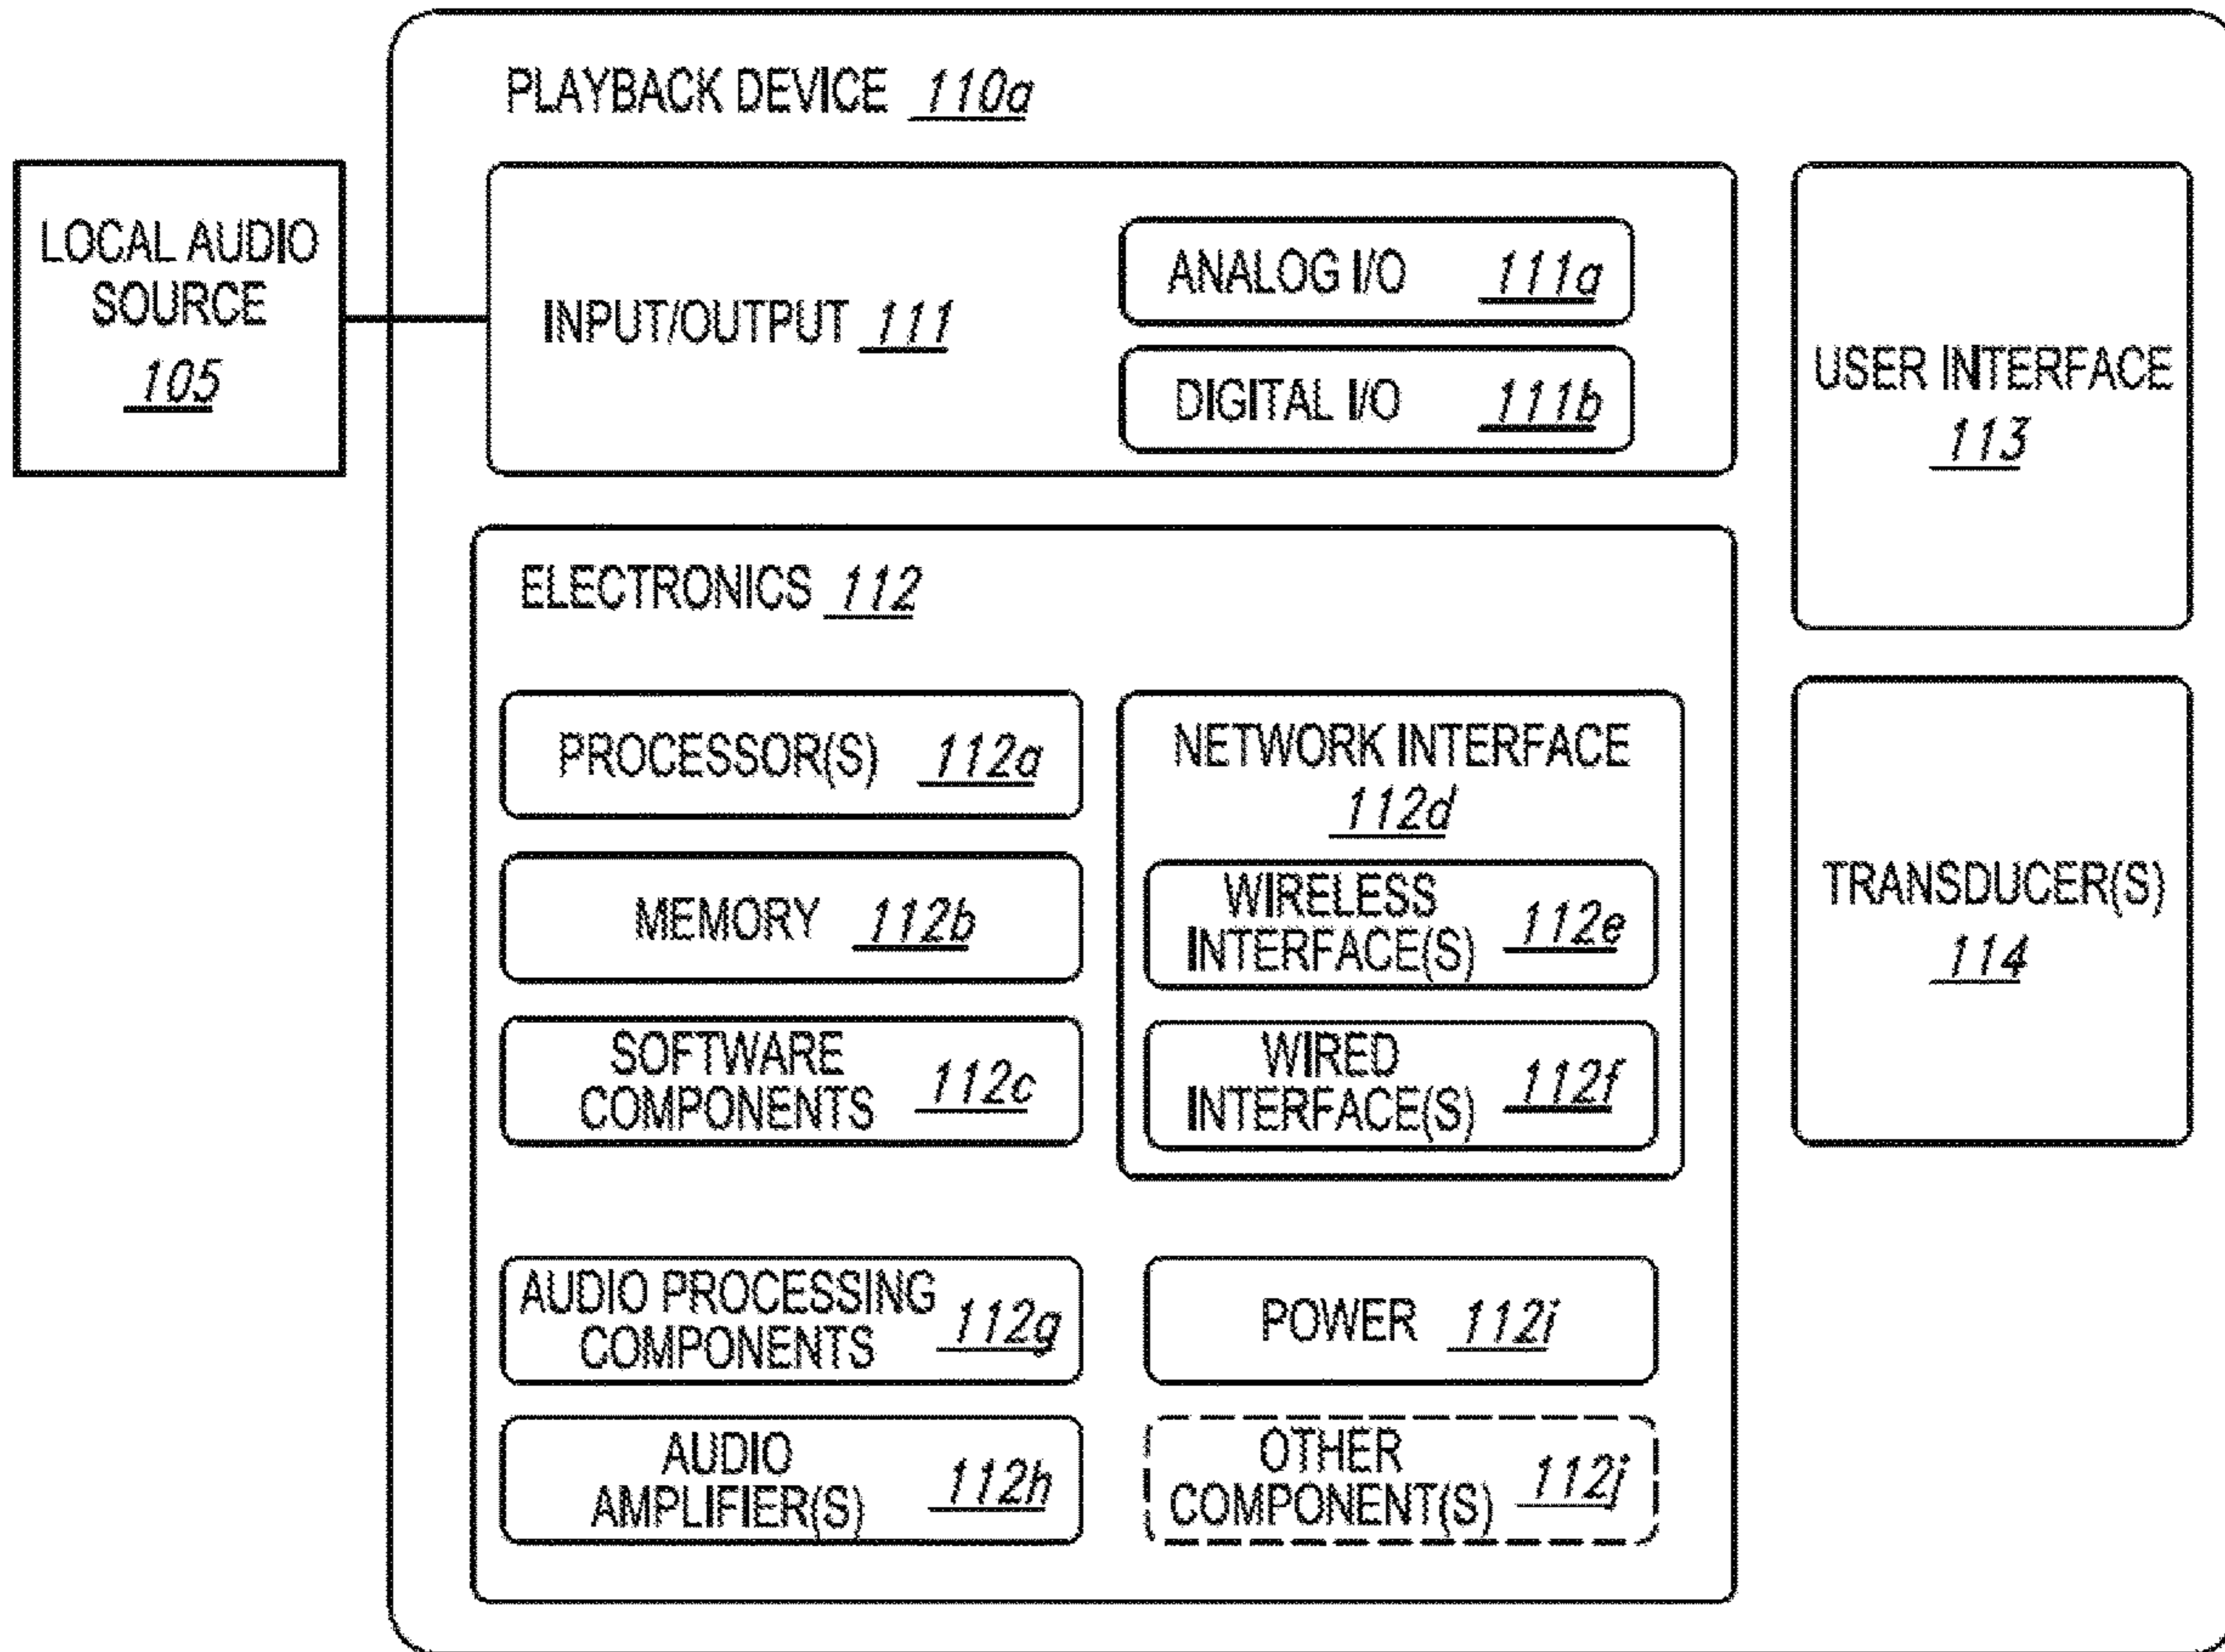 PLAYBACK DEVICE 110a
LOCAL AUDIO
SOURCE
105
INPUT/OUTPUT 111
ANALOG I/O 111a
DIGITAL I/O 111b
USER INTERFACE
113
ELECTRONICS 112
PROCESSOR(S) 112a
MEMORY 112b
SOFTWARE
COMPONENTS 112c
NETWORK INTERFACE
112d
WIRELESS
INTERFACE(S) 112e
WIRED
INTERFACE(S) 112f
TRANSDUCER(S)
114
AUDIO PROCESSING
COMPONENTS 112g
POWER 112i
AUDIO
AMPLIFIER(S) 112h
OTHER
COMPONENT(S) 112j